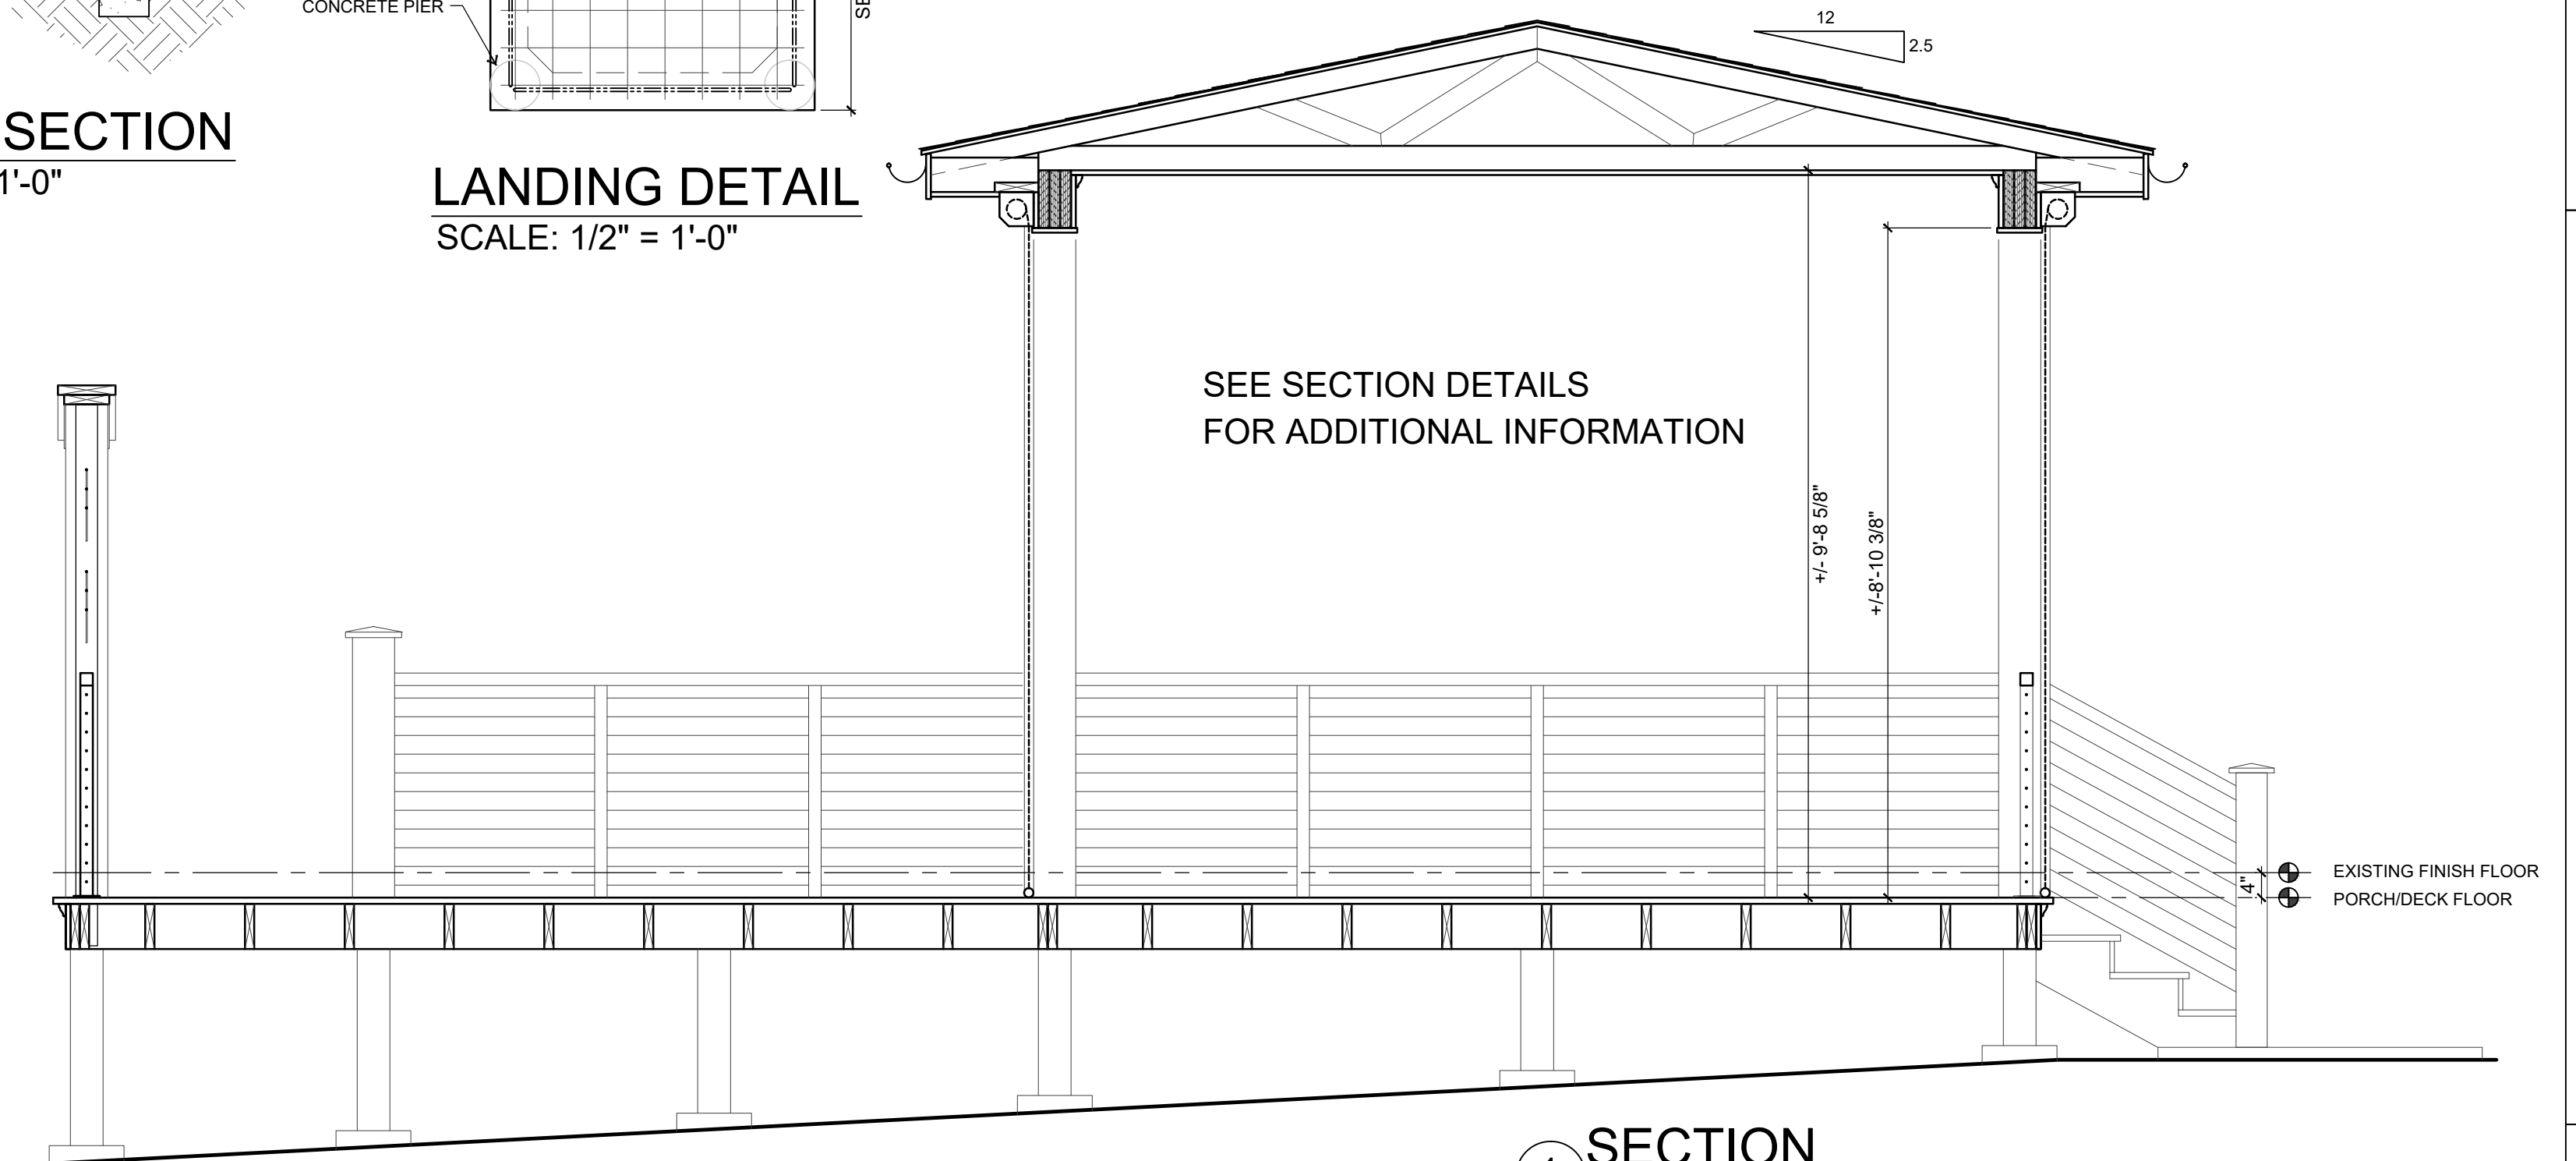 CONCRETE PIER
SECTION
1'-0"
LANDING DETAIL
SCALE: 1/2" = 1'-0"
12
2.5
SEE SECTION DETAILS
FOR ADDITIONAL INFORMATION
+/- 9'-8 5/8"
+/-8'-10 3/8"
EXISTING FINISH FLOOR
4"
PORCH/DECK FLOOR
SECTION